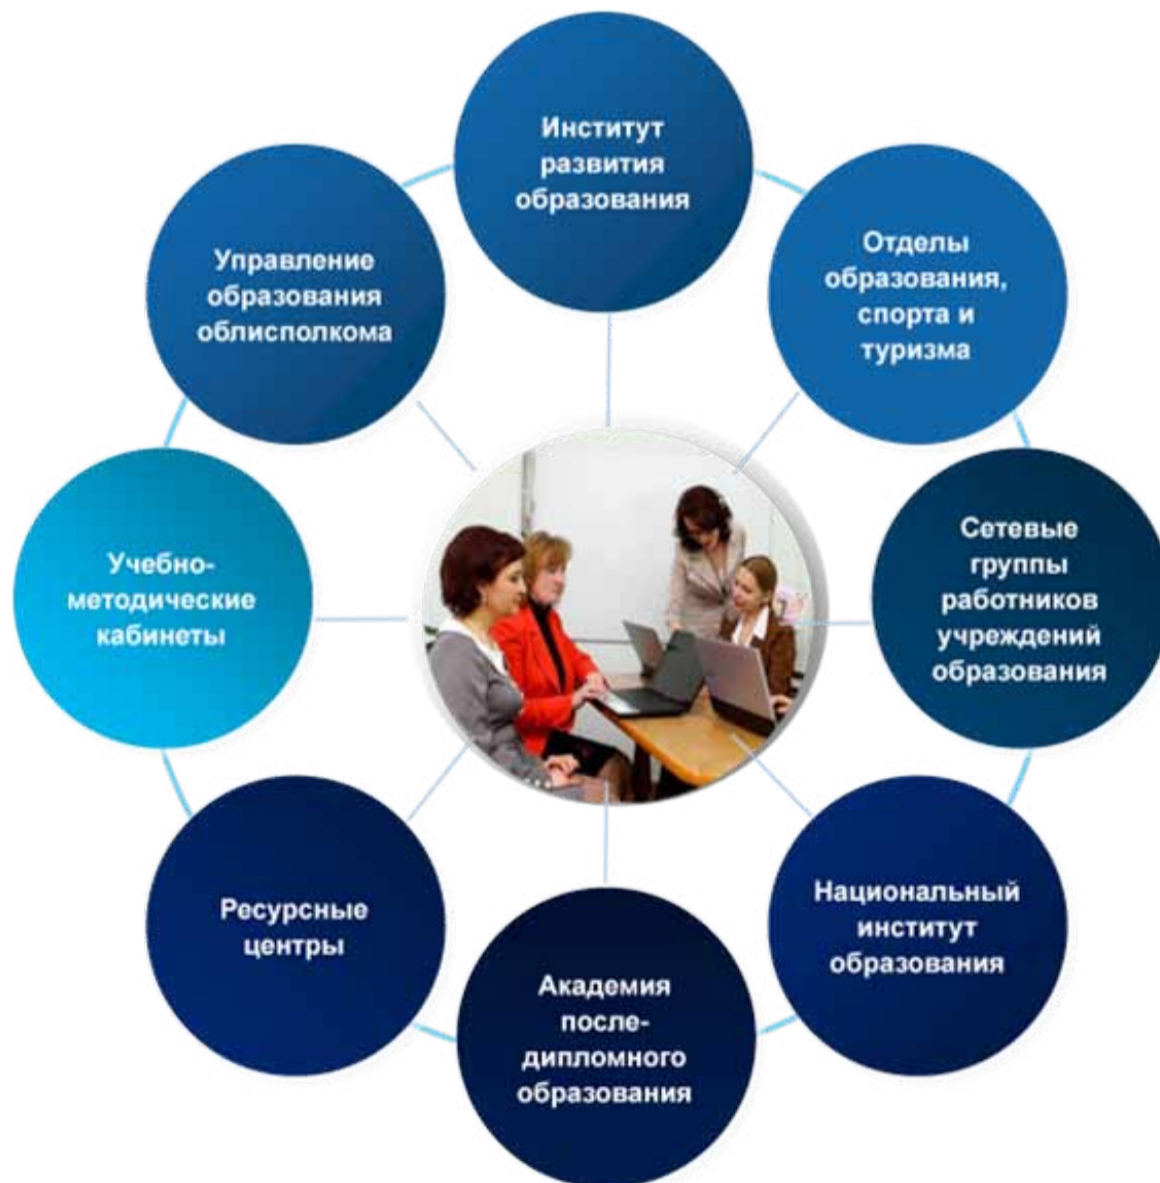 Институт
развития
образования
Отделы
образования,
спорта и
туризма
Сетевые
группы
работников
учреждений
образования
Национальный
институт
образования
Академия
после-
дипломного
образования
Ресурсные
центры
Учебно-
методические
кабинеты
Управление
образования
облисполкома